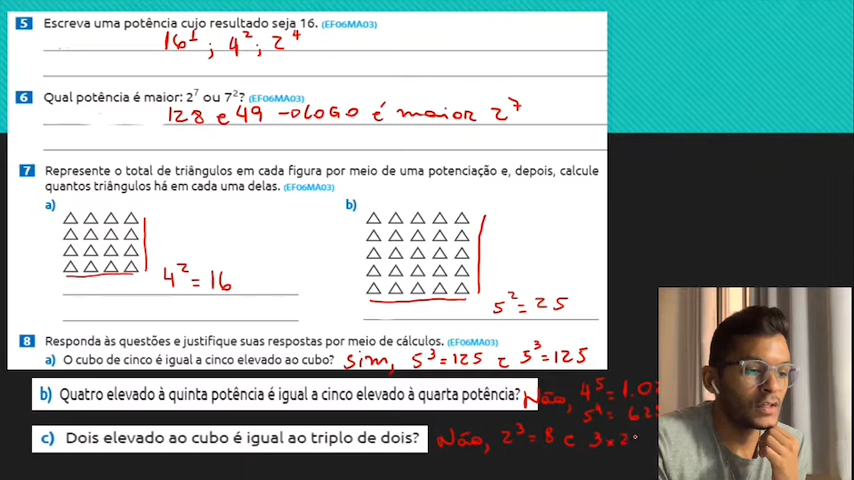 5 Escreva uma potência cujo resultado seja 16. (EF06MA03)
16¹ ; 4² ; 2⁴
6 Qual potência é maior: 2⁷ ou 7²? (EF06MA03)
128 e 49 → LOGO é maior 2⁷
7 Represente o total de triângulos em cada figura por meio de uma potenciação e, depois, calcule
quantos triângulos há em cada uma delas. (EF06MA03)
a)
4² = 16
b)
5² = 25
8 Responda às questões e justifique suas respostas por meio de cálculos. (EF06MA03)
a) O cubo de cinco é igual a cinco elevado ao cubo? Sim, 5³ = 125 e 5³ = 125
b) Quatro elevado à quinta potência é igual a cinco elevado à quarta potência? Não, 4⁵ = 1.02
5⁴ = 625
c) Dois elevado ao cubo é igual ao triplo de dois? Não, 2³ = 8 e 3 × 2